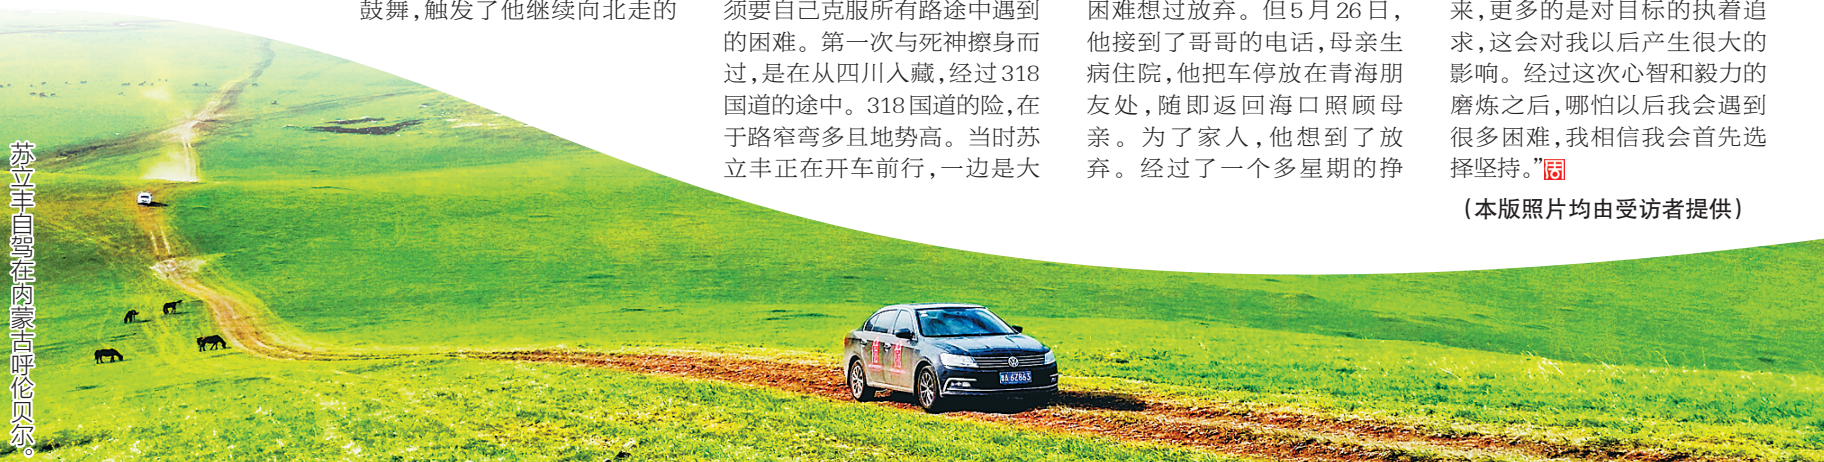 鼓舞，触发了他继续向北走的
须要自己克服所有路途中遇到
的困难。第一次与死神擦身而
过，是在从四川入藏，经过318
国道的途中。318国道的险，在
于路窄弯多且地势高。当时苏
立丰正在开车前行，一边是大
困难想过放弃。但5月26日，
他接到了哥哥的电话，母亲生
病住院，他把车停放在青海朋
友处，随即返回海口照顾母
亲。为了家人，他想到了放
弃。经过了一个多星期的挣
来，更多的是对目标的执着追
求，这会对我以后产生很大的
影响。经过这次心智和毅力的
磨炼之后，哪怕以后我会遇到
很多困难，我相信我会首先选
择坚持。”周
（本版照片均由受访者提供）
苏立丰自驾在内蒙古呼伦贝尔。